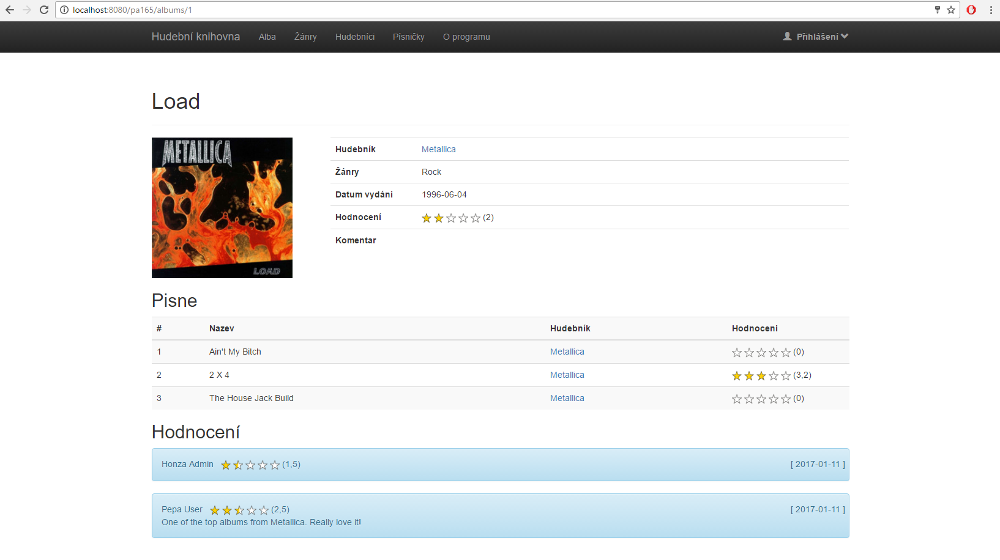 localhost:8080/pa165/albums/1
Hudební knihovna Alba Žánry Hudebníci Písničky O programu Přihlášení
Load
METALLICA
LOAD
Hudebník Metallica
Žánry Rock
Datum vydání 1996-06-04
Hodnocení (2)
Komentar
Pisne
# Nazev Hudebník Hodnoceni
1 Ain't My Bitch Metallica (0)
2 2 X 4 Metallica (3,2)
3 The House Jack Build Metallica (0)
Hodnocení
Honza Admin (1,5) [ 2017-01-11 ]
Pepa User (2,5) [ 2017-01-11 ]
One of the top albums from Metallica. Really love it!